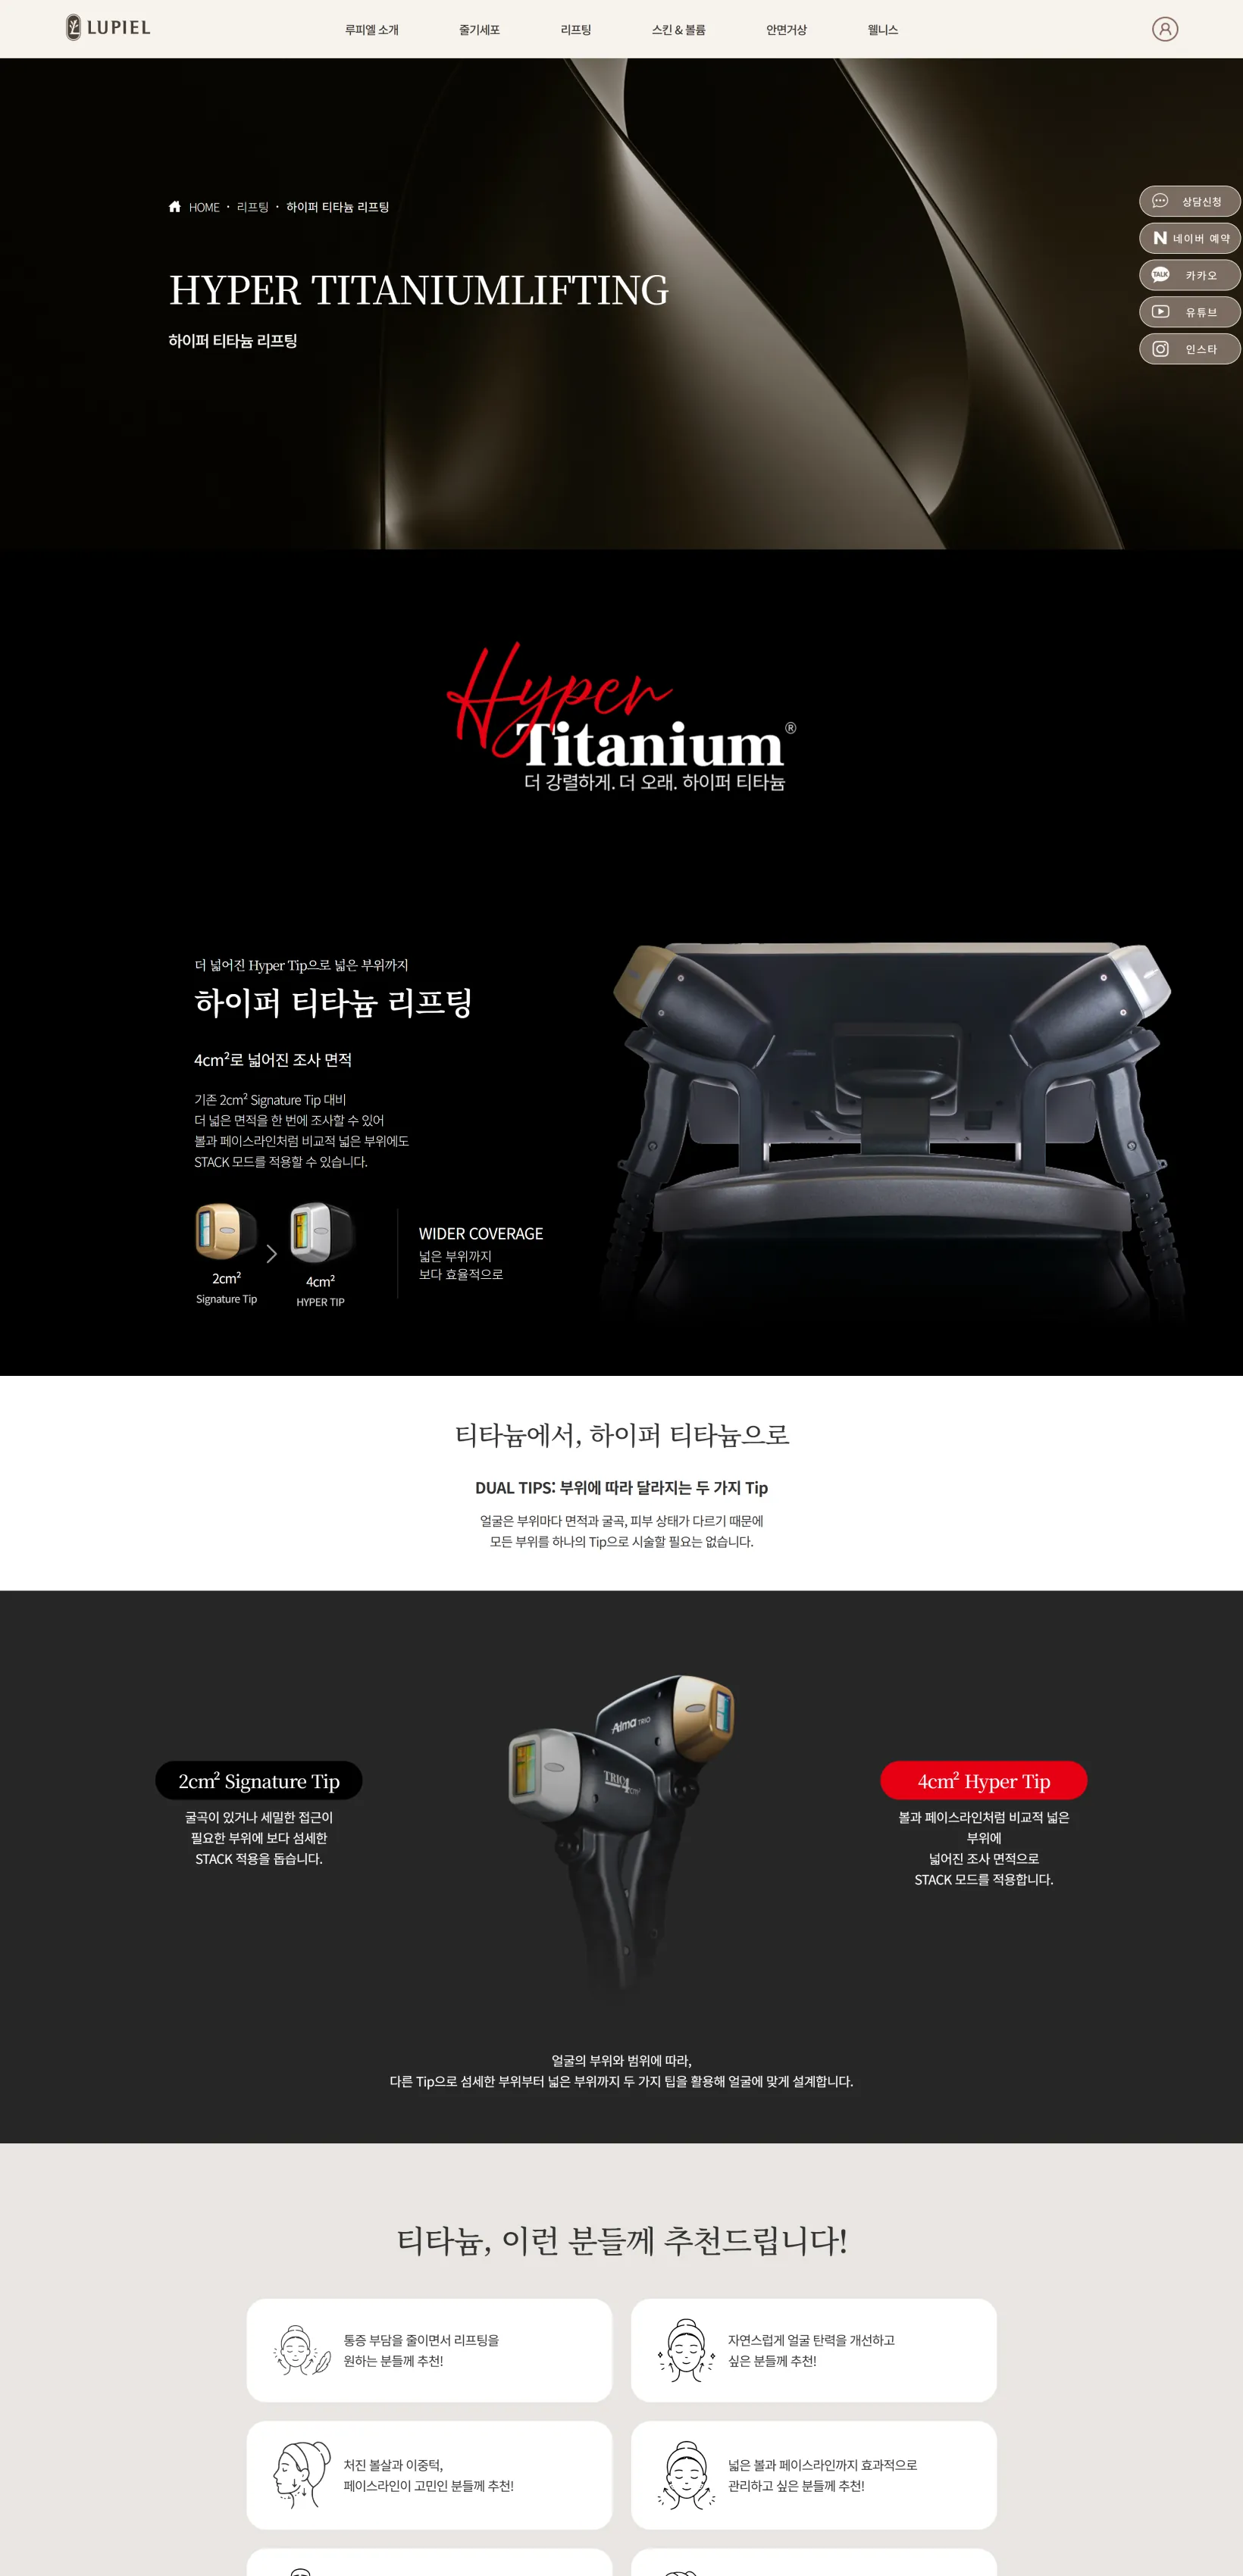 LUPIEL
루피엘 소개
줄기세포
리프팅
스킨 & 볼륨
안면거상
웰니스
HOME · 리프팅 · 하이퍼 티타늄 리프팅
HYPER TITANIUMLIFTING
하이퍼 티타늄 리프팅
상담신청
N 네이버 예약
TALK 카카오
유튜브
인스타
Hyper
Titanium®
더 강렬하게. 더 오래. 하이퍼 티타늄
더 넓어진 Hyper Tip으로 넓은 부위까지
하이퍼 티타늄 리프팅
4cm²로 넓어진 조사 면적
기존 2cm² Signature Tip 대비
더 넓은 면적을 한 번에 조사할 수 있어
볼과 페이스라인처럼 비교적 넓은 부위에도
STACK 모드를 적용할 수 있습니다.
2cm²
Signature Tip
4cm²
HYPER TIP
WIDER COVERAGE
넓은 부위까지
보다 효율적으로
티타늄에서, 하이퍼 티타늄으로
DUAL TIPS: 부위에 따라 달라지는 두 가지 Tip
얼굴은 부위마다 면적과 굴곡, 피부 상태가 다르기 때문에
모든 부위를 하나의 Tip으로 시술할 필요는 없습니다.
Alma TRIO
TRIO 4cm²
2cm² Signature Tip
굴곡이 있거나 세밀한 접근이
필요한 부위에 보다 섬세한
STACK 적용을 돕습니다.
4cm² Hyper Tip
볼과 페이스라인처럼 비교적 넓은
부위에
넓어진 조사 면적으로
STACK 모드를 적용합니다.
얼굴의 부위와 범위에 따라,
다른 Tip으로 섬세한 부위부터 넓은 부위까지 두 가지 팁을 활용해 얼굴에 맞게 설계합니다.
티타늄, 이런 분들께 추천드립니다!
통증 부담을 줄이면서 리프팅을
원하는 분들께 추천!
자연스럽게 얼굴 탄력을 개선하고
싶은 분들께 추천!
처진 볼살과 이중턱,
페이스라인이 고민인 분들께 추천!
넓은 볼과 페이스라인까지 효과적으로
관리하고 싶은 분들께 추천!